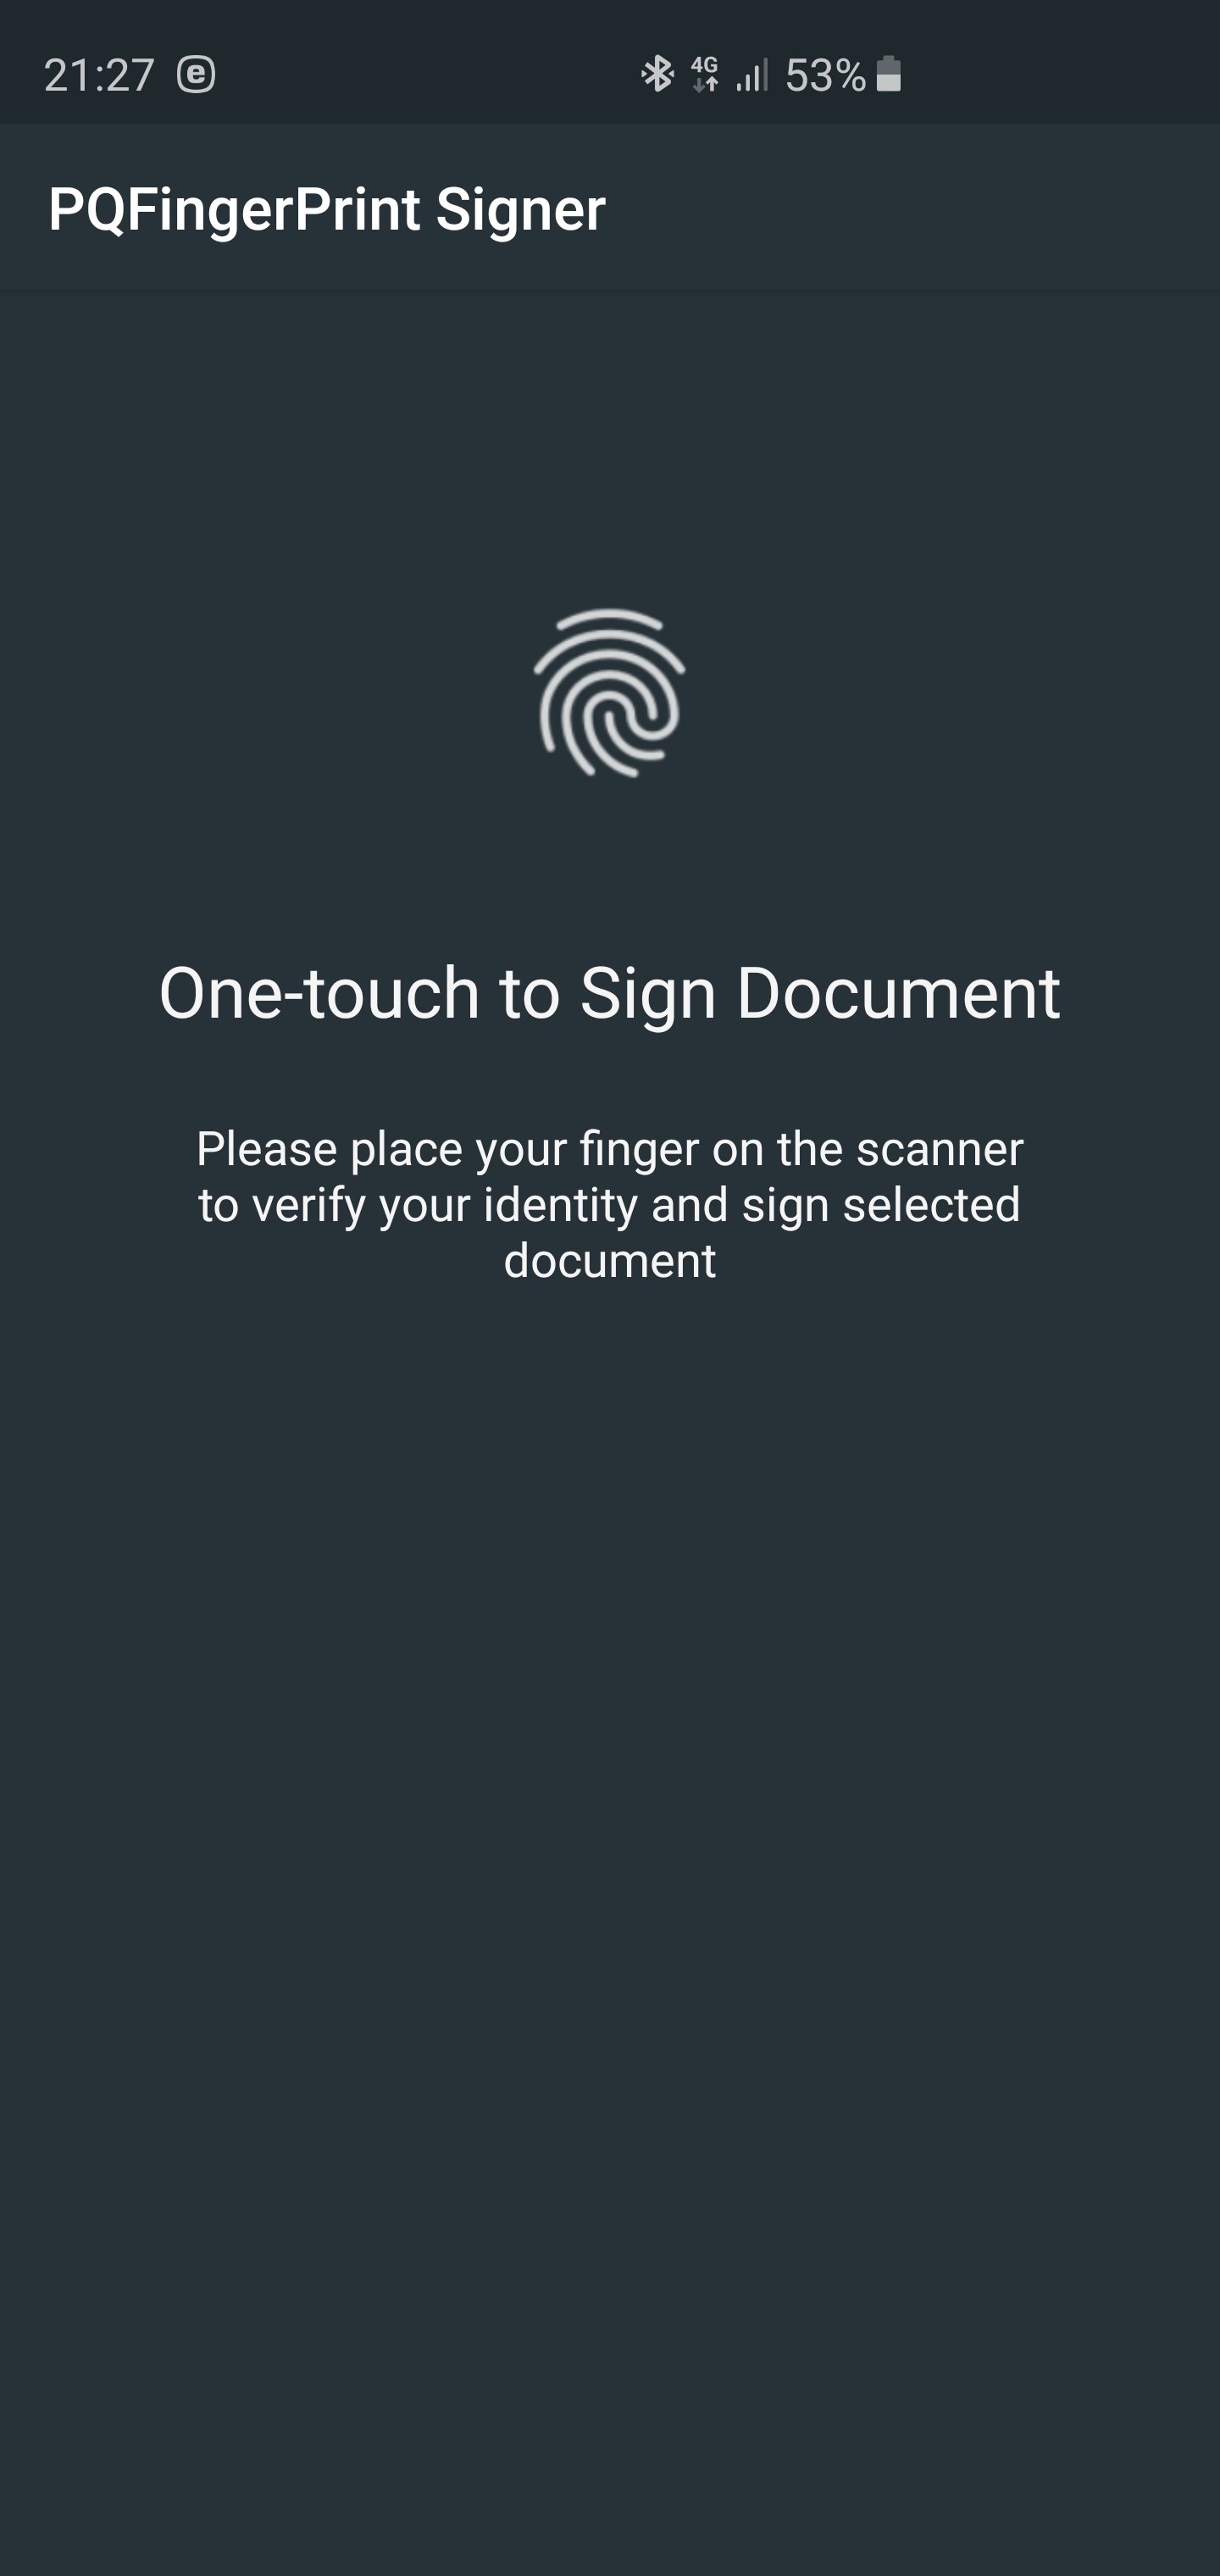 21:27 e 4G 53%
PQFingerPrint Signer
One-touch to Sign Document
Please place your finger on the scanner
to verify your identity and sign selected
document